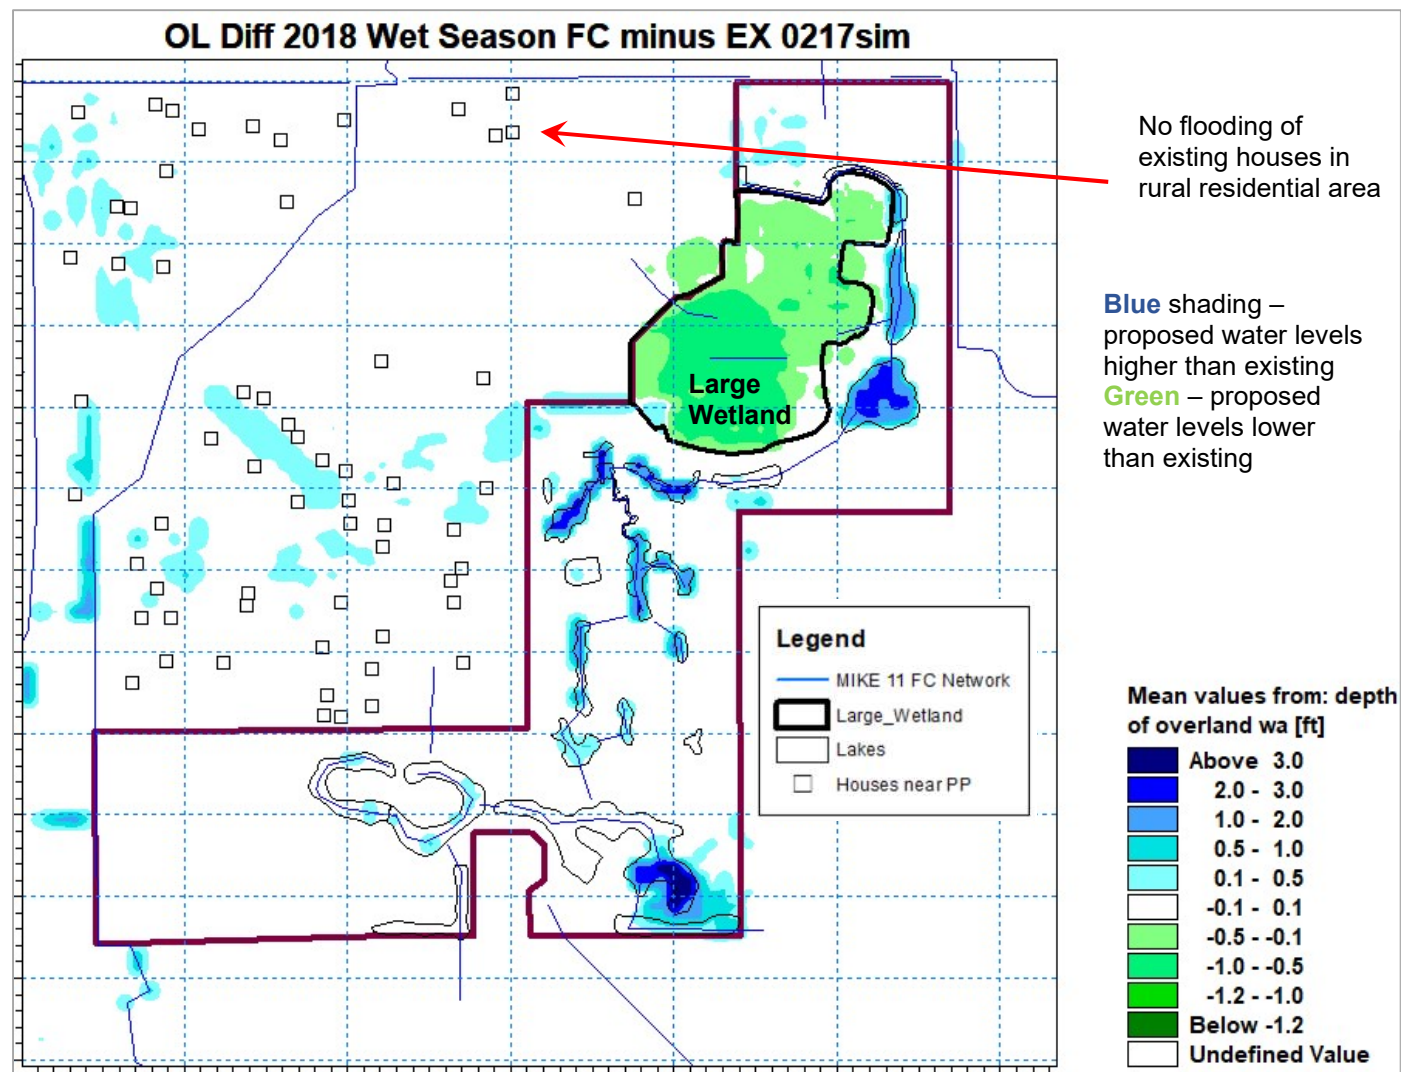 OL Diff 2018 Wet Season FC minus EX 0217sim
No flooding of
existing houses in
rural residential area
Blue shading –
proposed water levels
higher than existing
Green – proposed
water levels lower
than existing
Large
Wetland
Legend
MIKE 11 FC Network
Large_Wetland
Lakes
Houses near PP
Mean values from: depth
of overland wa [ft]
Above 3.0
2.0 - 3.0
1.0 - 2.0
0.5 - 1.0
0.1 - 0.5
-0.1 - 0.1
-0.5 - -0.1
-1.0 - -0.5
-1.2 - -1.0
Below -1.2
Undefined Value